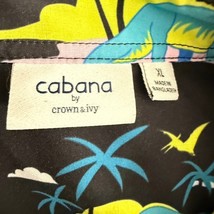 cabana
by
crown & ivy
XL
MADE IN
BANGLADESH